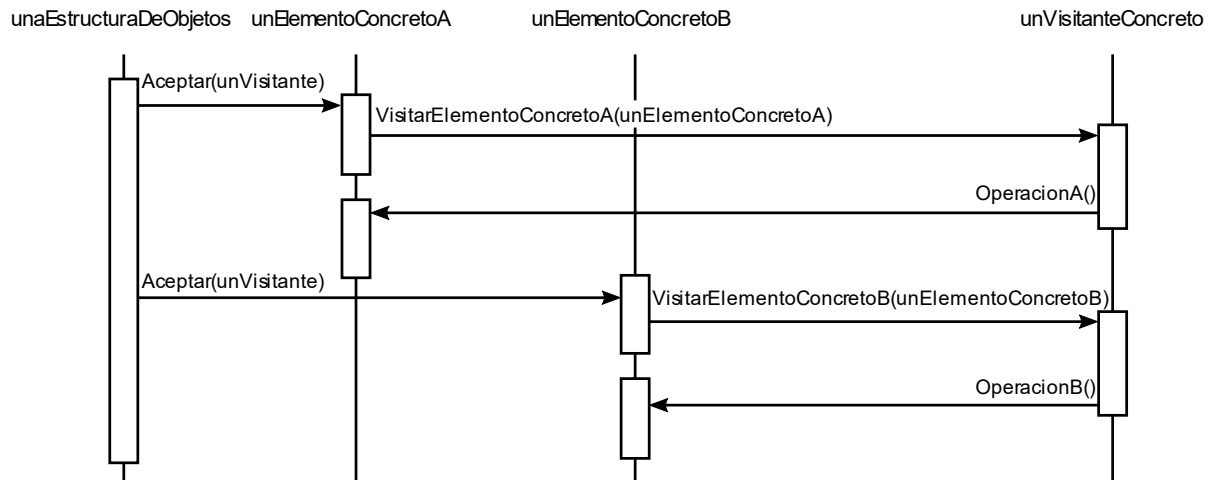 unaEstructuraDeObjetos unElementoConcretoA unElementoConcretoB unVisitanteConcreto
Aceptar(unVisitante)
VisitarElementoConcretoA(unElementoConcretoA)
OperacionA()
Aceptar(unVisitante)
VisitarElementoConcretoB(unElementoConcretoB)
OperacionB()